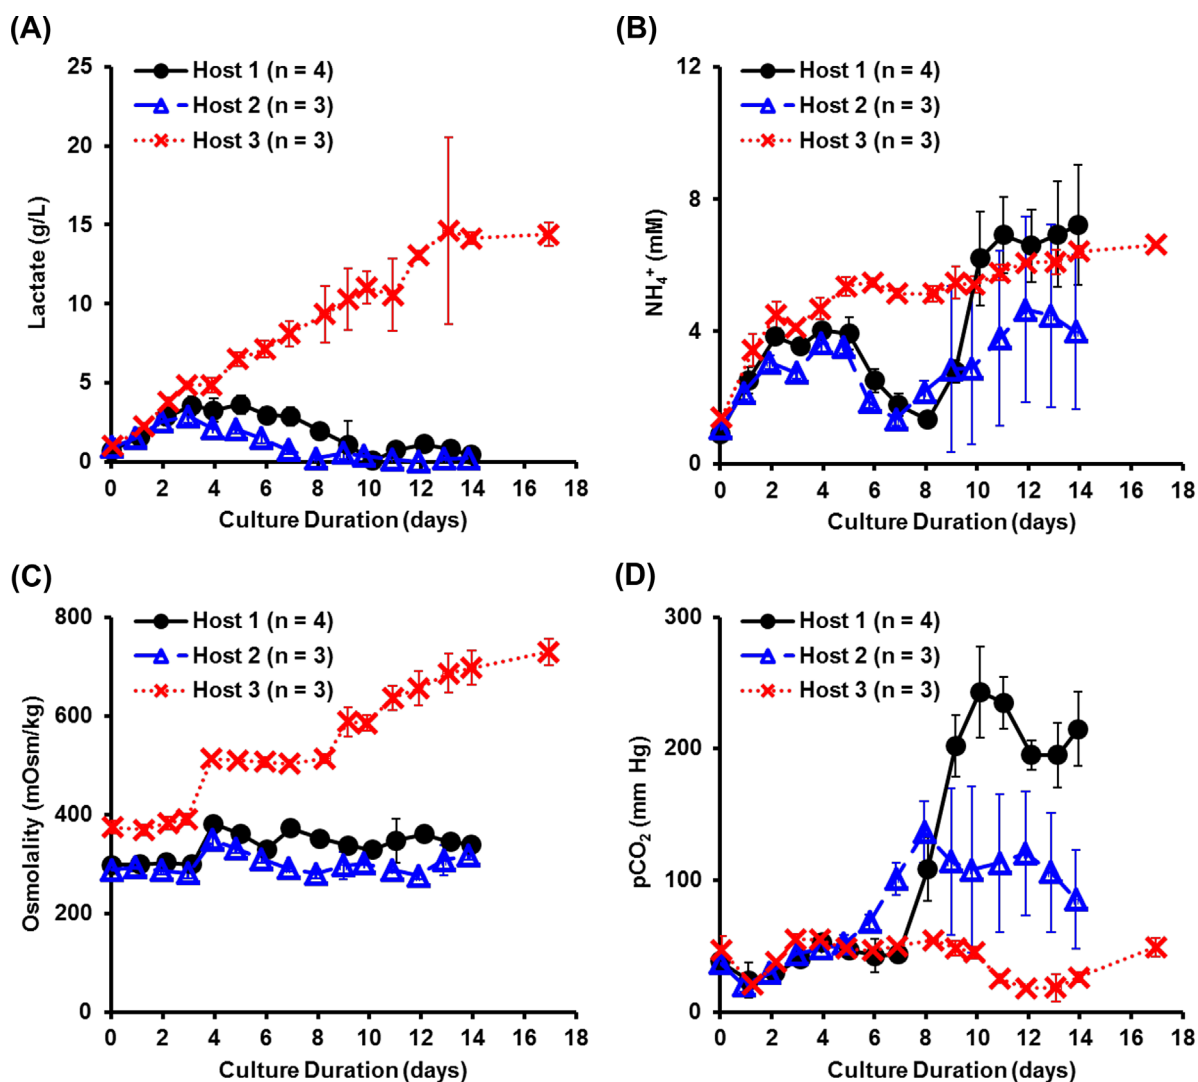 (A)
25
20
15
10
5
0
Lactate (g/L)
Host 1 (n = 4)
Host 2 (n = 3)
Host 3 (n = 3)
0 2 4 6 8 10 12 14 16 18
Culture Duration (days)
(B)
12
8
4
0
NH₄⁺ (mM)
Host 1 (n = 4)
Host 2 (n = 3)
Host 3 (n = 3)
0 2 4 6 8 10 12 14 16 18
Culture Duration (days)
(C)
800
600
400
200
0
Osmolality (mOsm/kg)
Host 1 (n = 4)
Host 2 (n = 3)
Host 3 (n = 3)
0 2 4 6 8 10 12 14 16 18
Culture Duration (days)
(D)
300
200
100
0
pCO₂ (mm Hg)
Host 1 (n = 4)
Host 2 (n = 3)
Host 3 (n = 3)
0 2 4 6 8 10 12 14 16 18
Culture Duration (days)